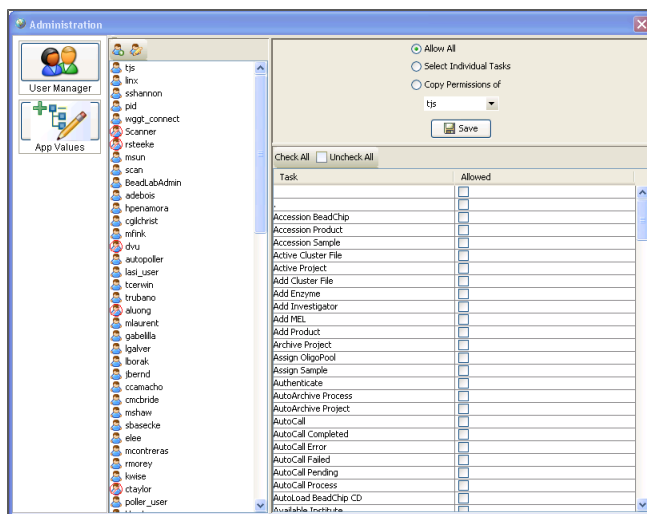 Administration
User Manager
App Values
tjs
linx
sshannon
pid
wggt_connect
Scanner
rsteeke
msun
scan
BeadLabAdmin
adebois
hpenamora
cgilchrist
mfink
dvu
autopoller
lasi_user
tcerwin
trubano
aluong
mlaurent
gabelilla
lgalver
lborak
jbernd
ccamacho
cmcbride
mshaw
sbasecke
elee
mcontreras
rmorey
kwise
ctaylor
poller_user
Allow All
Select Individual Tasks
Copy Permissions of
tjs
Save
Check All Uncheck All
Task Allowed
.
Accession BeadChip
Accession Product
Accession Sample
Active Cluster File
Active Project
Add Cluster File
Add Enzyme
Add Investigator
Add MEL
Add Product
Archive Project
Assign OligoPool
Assign Sample
Authenticate
AutoArchive Process
AutoArchive Project
AutoCall
AutoCall Completed
AutoCall Error
AutoCall Failed
AutoCall Pending
AutoCall Process
AutoLoad BeadChip CD
Available Institute